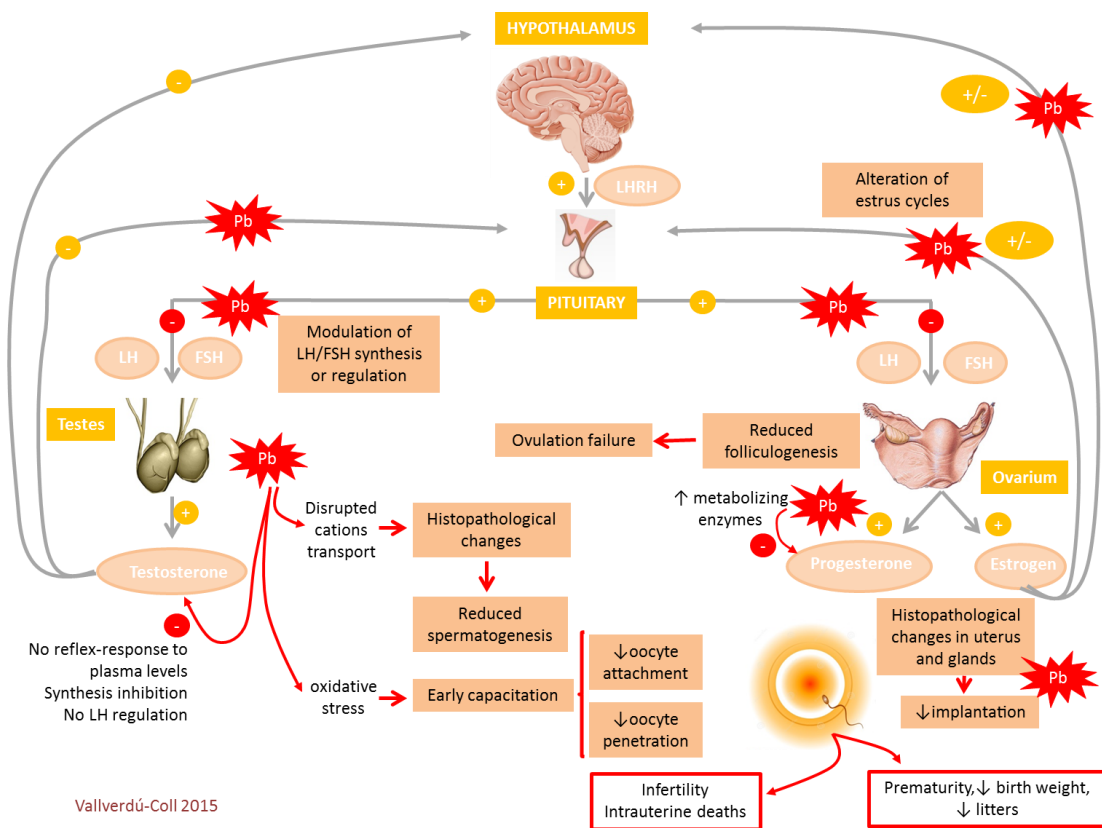 HYPOTHALAMUS
-
+/-
Pb
+
LHRH
Alteration of
estrus cycles
-
Pb
Pb
+/-
PITUITARY
Pb
+
+
Pb
-
-
Modulation of
LH/FSH synthesis
or regulation
LH
FSH
LH
FSH
Testes
Pb
Ovulation failure
Reduced
folliculogenesis
Ovarium
↑ metabolizing
enzymes
Pb
+
Disrupted
cations
transport
Histopathological
changes
-
+
+
Testosterone
Progesterone
Estrogen
-
No reflex-response to
plasma levels
Synthesis inhibition
No LH regulation
Reduced
spermatogenesis
Histopathological
changes in uterus
and glands
Pb
oxidative
stress
Early capacitation
↓oocyte
attachment
↓oocyte
penetration
↓implantation
Infertility
Intrauterine deaths
Prematurity,↓ birth weight,
↓ litters
Vallverdú-Coll 2015